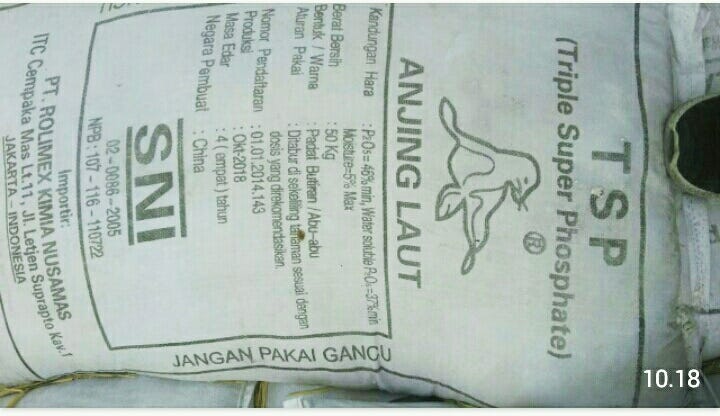 TSP
(Triple Super Phosphate)
®
ANJING LAUT
Kandungan Hara : P₂O₅ = 46% min, Water soluble P₂O₅ = 37% min
Moisture=5% Max
Berat Bersih : 50 Kg
Bentuk / Warna : Padat Butiran / Abu-abu
Aturan Pakai : Ditabur di sekeliling tanaman sesuai dengan
dosis yang direkomendasikan.
Nomor Pendaftaran : 01.01.2014.143
Produksi : Okt-2018
Masa Edar : 4 ( empat ) tahun
Negara Pembuat : China
SNI
02 - 0086 - 2005
NPB : 107 - 116 - 110722
Importir:
PT. ROLIMEX KIMIA NUSAMAS
ITC Cempaka Mas Lt.11, Jl. Letjen Suprapto Kav.1
JAKARTA – INDONESIA
JANGAN PAKAI GANCU
10.18